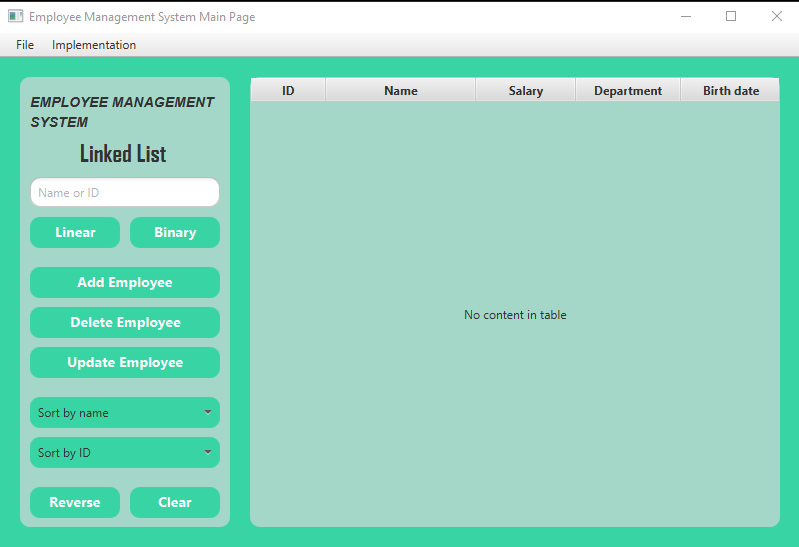 Employee Management System Main Page
File Implementation
EMPLOYEE MANAGEMENT
SYSTEM
Linked List
Name or ID
Linear Binary
Add Employee
Delete Employee
Update Employee
Sort by name
Sort by ID
Reverse Clear
ID Name Salary Department Birth date
No content in table